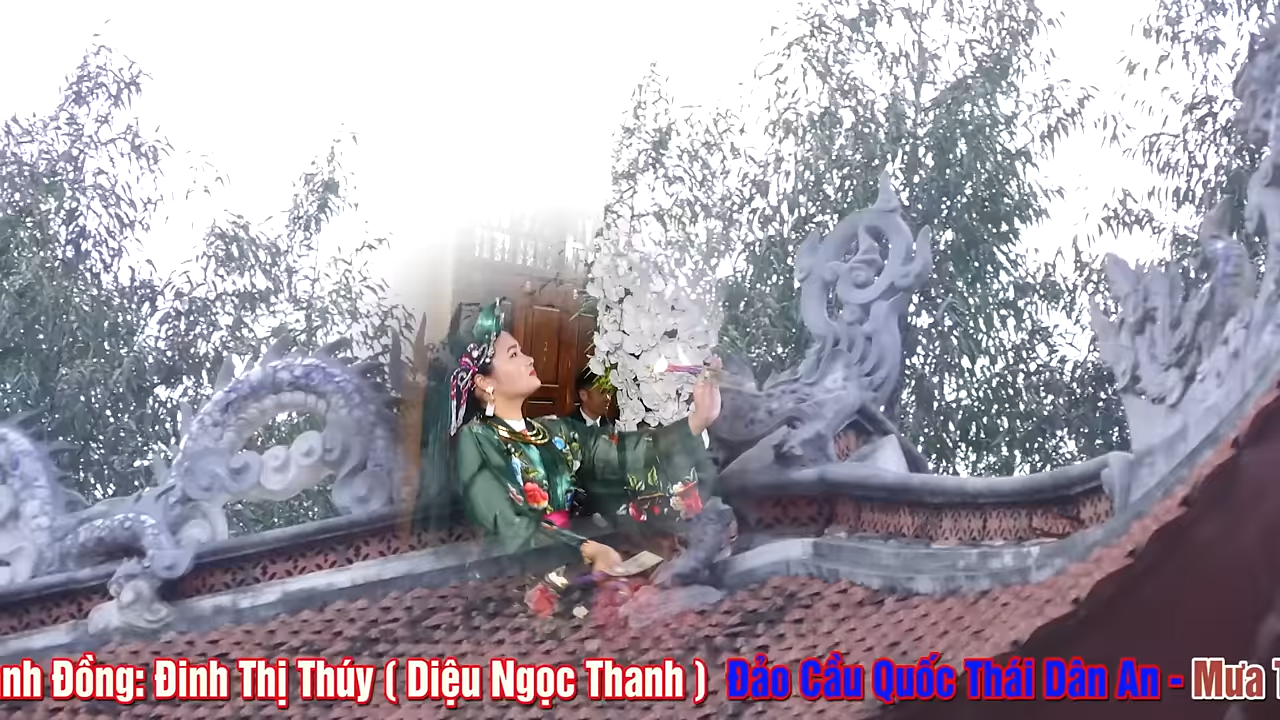 nh Đồng: Đinh Thị Thúy ( Diệu Ngọc Thanh ) Đảo Cầu Quốc Thái Dân An - Mưa